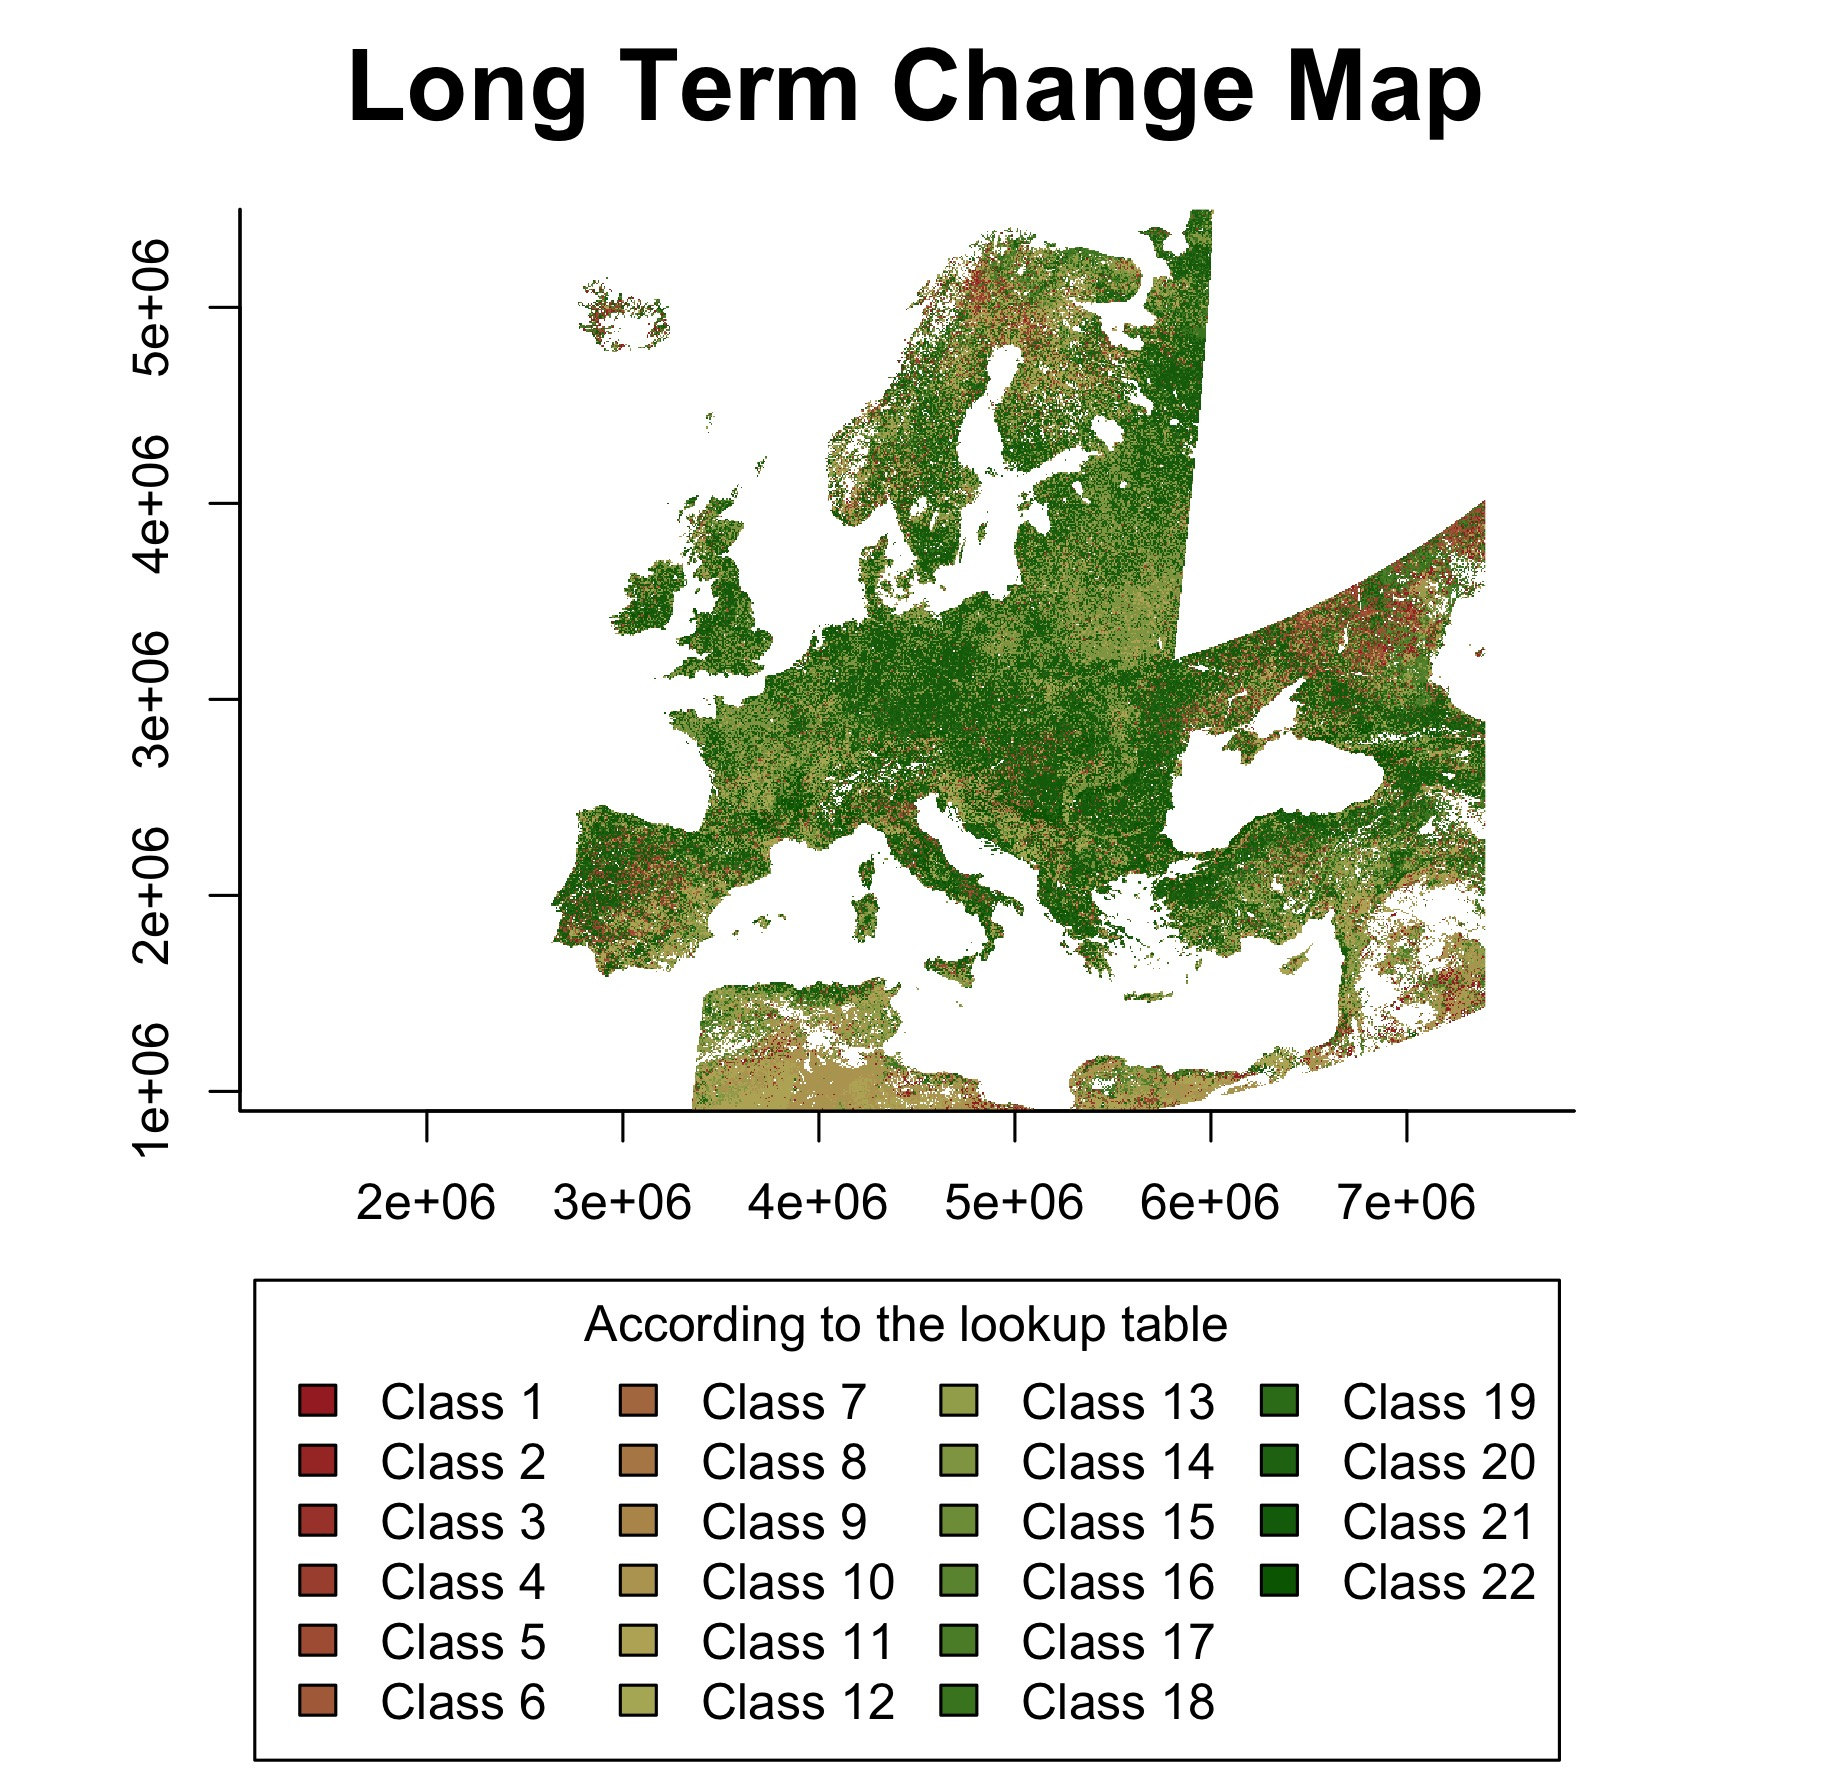 Long Term Change Map
5e+06
4e+06
3e+06
2e+06
1e+06
2e+06 3e+06 4e+06 5e+06 6e+06 7e+06
According to the lookup table
Class 1 Class 7 Class 13 Class 19
Class 2 Class 8 Class 14 Class 20
Class 3 Class 9 Class 15 Class 21
Class 4 Class 10 Class 16 Class 22
Class 5 Class 11 Class 17
Class 6 Class 12 Class 18